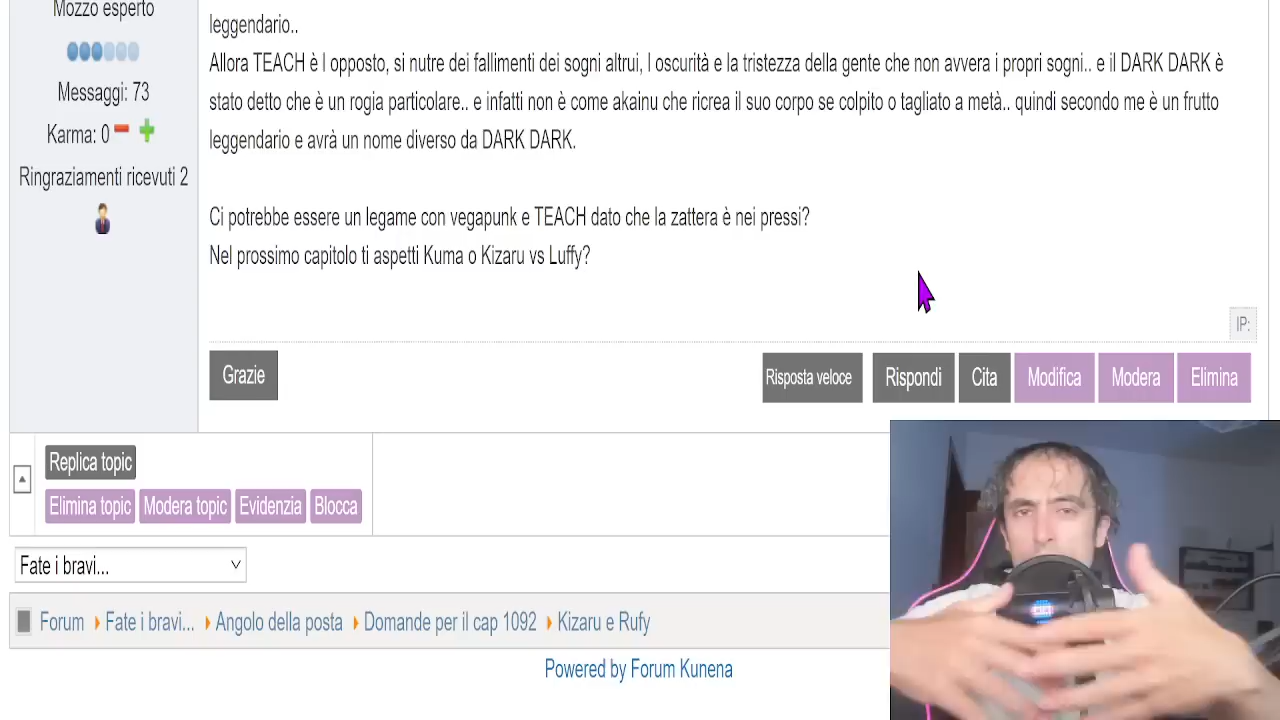 Mozzo esperto
Messaggi: 73
Karma: 0
Ringraziamenti ricevuti 2
leggendario..
Allora TEACH è l opposto, si nutre dei fallimenti dei sogni altrui, l oscurità e la tristezza della gente che non avvera i propri sogni.. e il DARK DARK è
stato detto che è un rogia particolare.. e infatti non è come akainu che ricrea il suo corpo se colpito o tagliato a metà.. quindi secondo me è un frutto
leggendario e avrà un nome diverso da DARK DARK.
Ci potrebbe essere un legame con vegapunk e TEACH dato che la zattera è nei pressi?
Nel prossimo capitolo ti aspetti Kuma o Kizaru vs Luffy?
IP:
Grazie
Risposta veloce Rispondi Cita Modifica Modera Elimina
Replica topic
Elimina topic Modera topic Evidenzia Blocca
Fate i bravi...
Forum Fate i bravi... Angolo della posta Domande per il cap 1092 Kizaru e Rufy
Powered by Forum Kunena